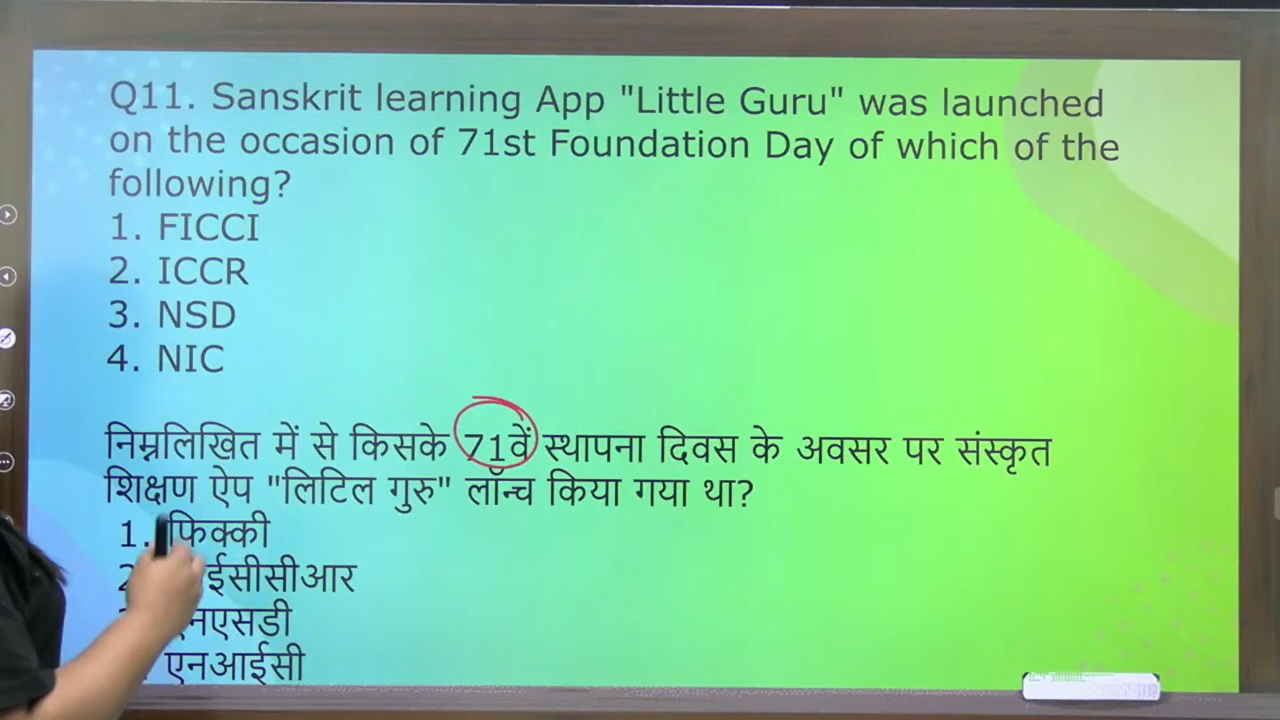 Q11. Sanskrit learning App "Little Guru" was launched
on the occasion of 71st Foundation Day of which of the
following?
1. FICCI
2. ICCR
3. NSD
4. NIC
निम्नलिखित में से किसके 71वें स्थापना दिवस के अवसर पर संस्कृत
शिक्षण ऐप "लिटिल गुरु" लॉन्च किया गया था?
1. फिक्की
ईसीसीआर
एनएसडी
एनआईसी